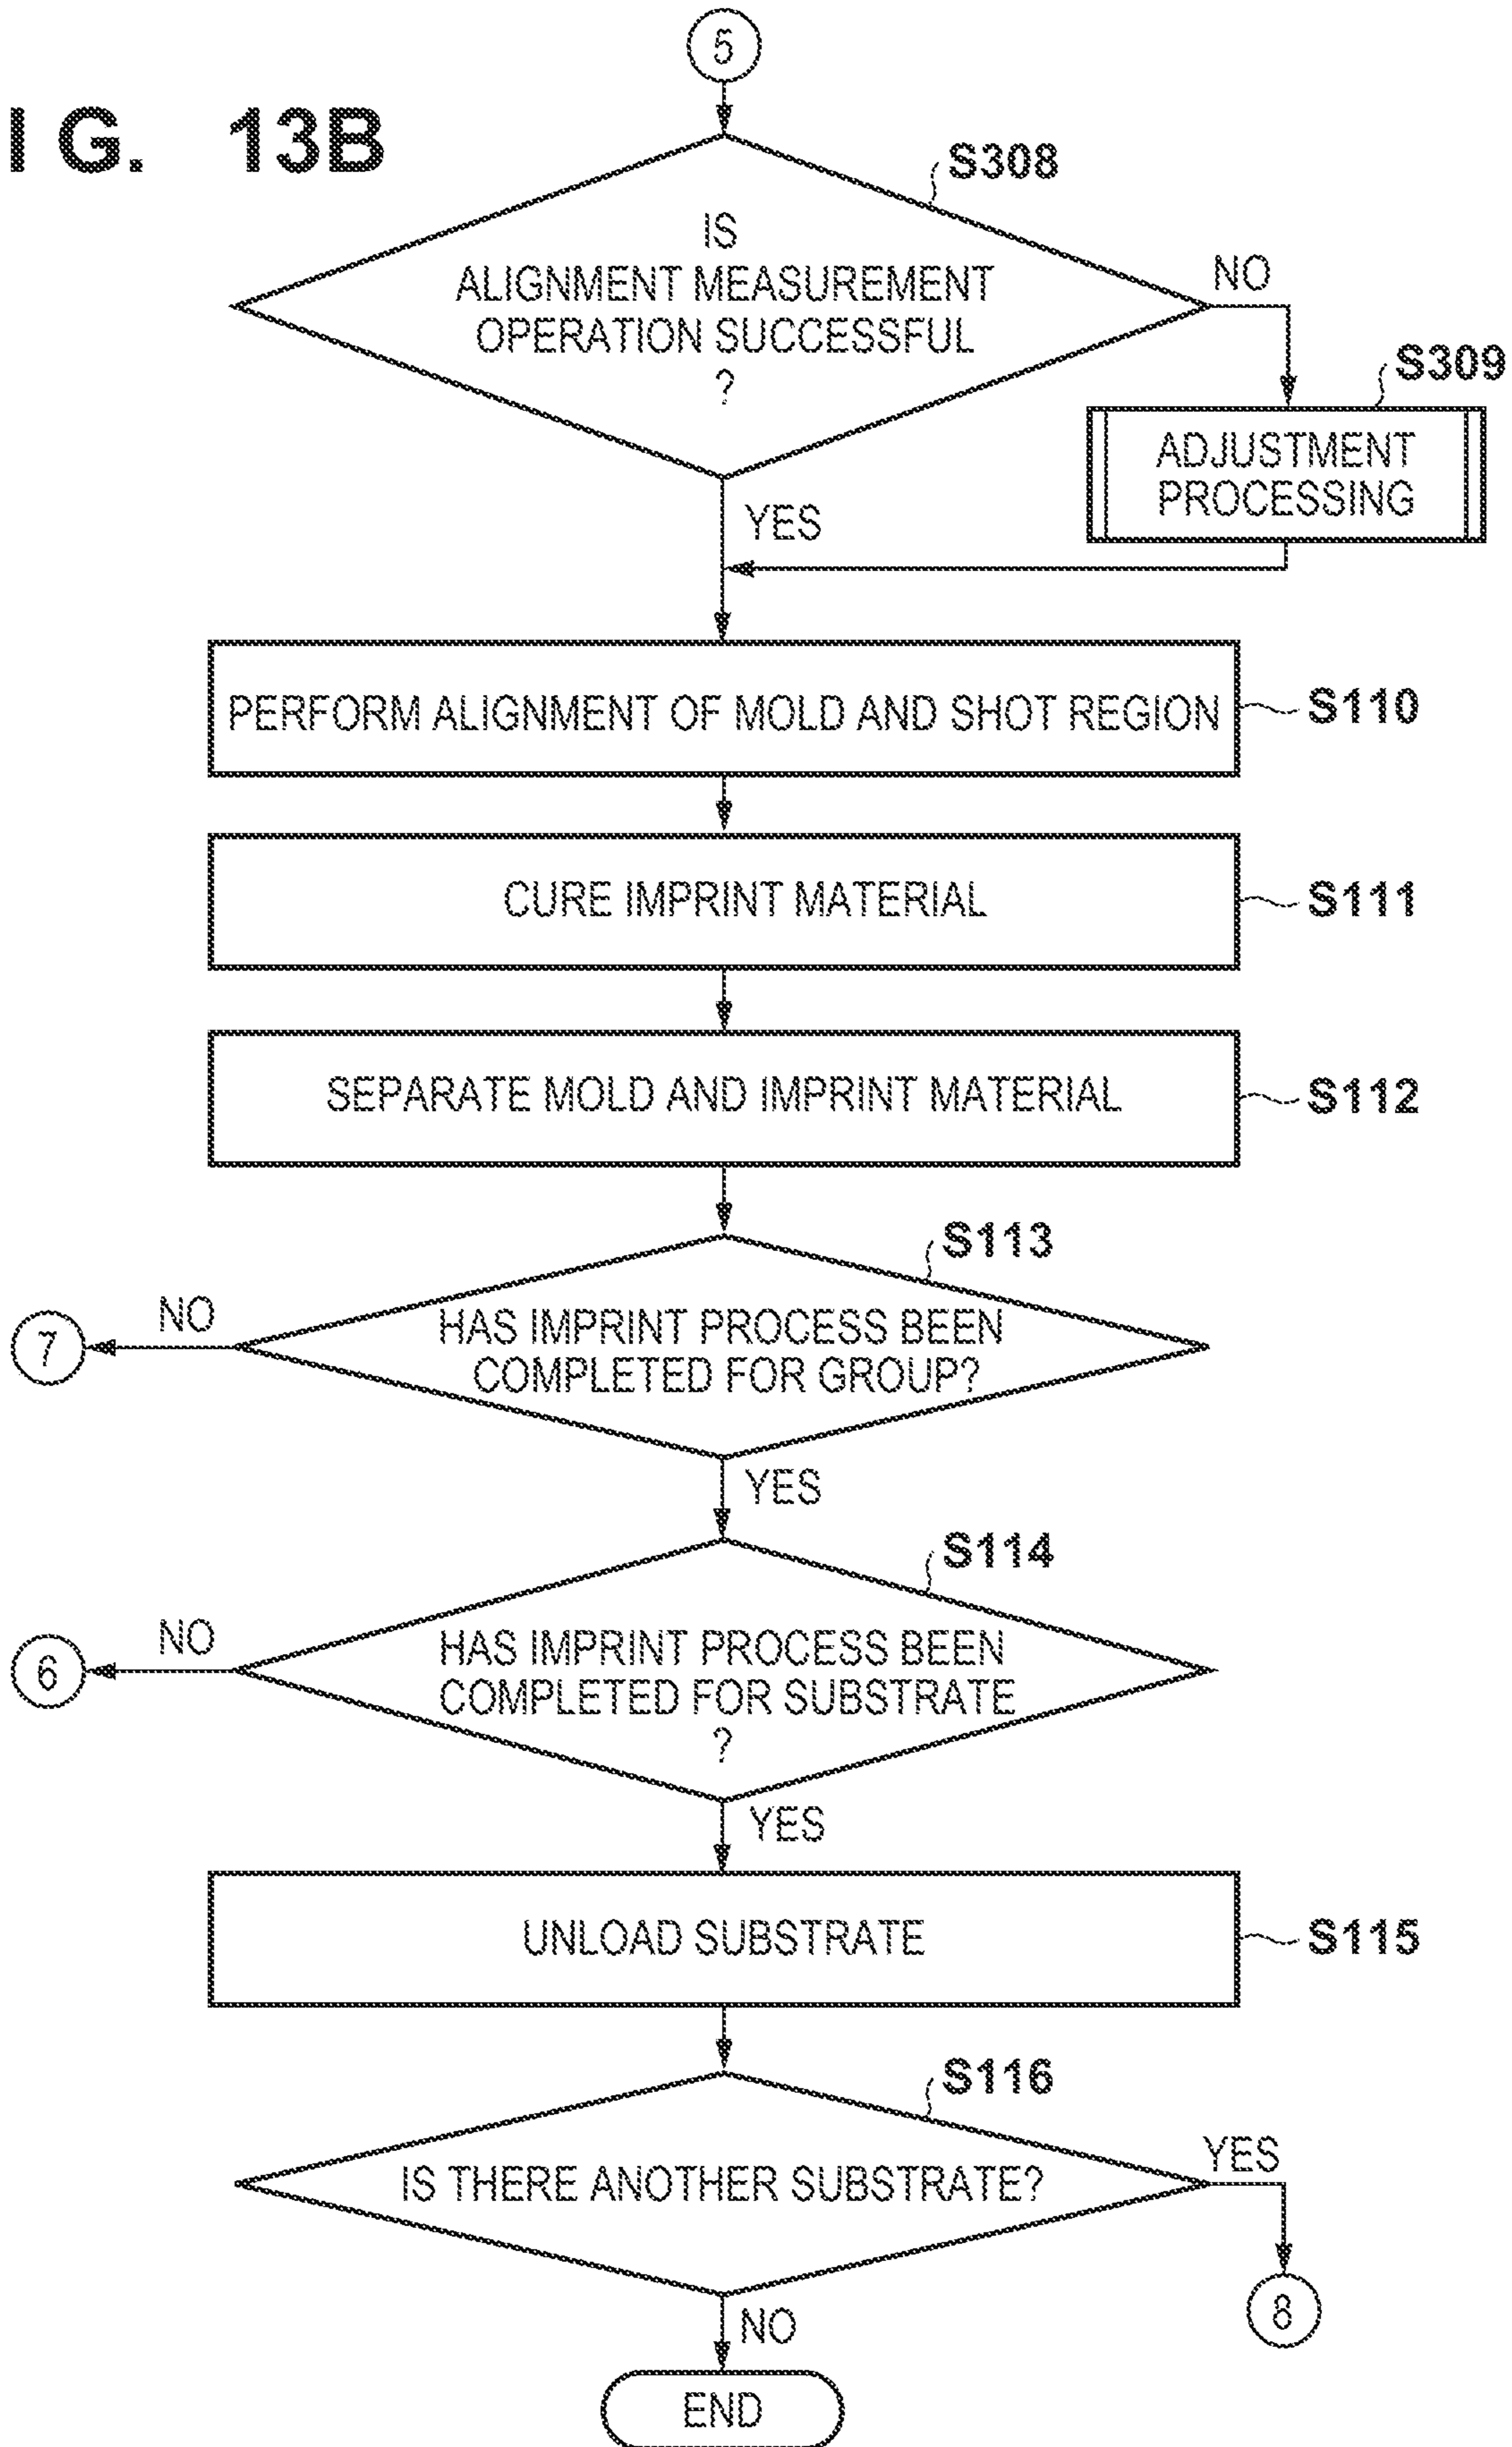 5
I G. 13B
S308
IS
ALIGNMENT MEASUREMENT
OPERATION SUCCESSFUL
?
NO
S309
ADJUSTMENT
PROCESSING
YES
PERFORM ALIGNMENT OF MOLD AND SHOT REGION
S110
CURE IMPRINT MATERIAL
S111
SEPARATE MOLD AND IMPRINT MATERIAL
S112
S113
HAS IMPRINT PROCESS BEEN
COMPLETED FOR GROUP?
NO
7
YES
S114
HAS IMPRINT PROCESS BEEN
COMPLETED FOR SUBSTRATE
?
NO
6
YES
UNLOAD SUBSTRATE
S115
S116
IS THERE ANOTHER SUBSTRATE?
YES
8
NO
END